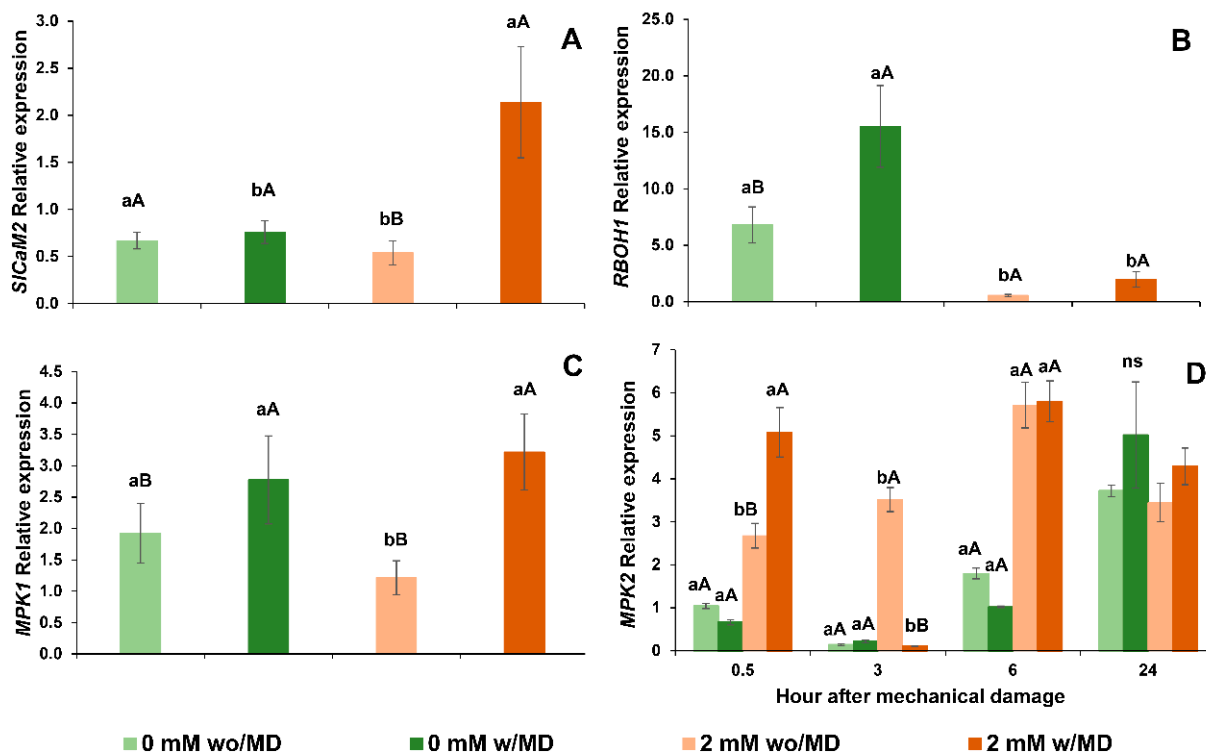 A
SlCaM2 Relative expression
3.0
2.5
2.0
1.5
1.0
0.5
0.0
aA
bA
bB
aA
B
RBOH1 Relative expression
25.0
20.0
15.0
10.0
5.0
0.0
aB
aA
bA
bA
C
MPK1 Relative expression
4.5
4.0
3.5
3.0
2.5
2.0
1.5
1.0
0.5
0.0
aB
aA
bB
aA
D
MPK2 Relative expression
7
6
5
4
3
2
1
0
aA
aA
bB
aA
aA
aA
bA
bB
aA
aA
aA
aA
ns
0.5 3 6 24
Hour after mechanical damage
0 mM wo/MD 0 mM w/MD 2 mM wo/MD 2 mM w/MD